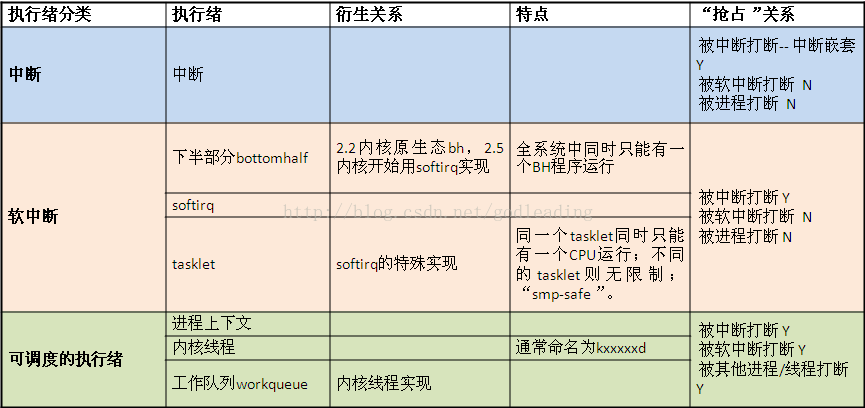 执行绪分类 执行绪 衍生关系 特点 “抢占 ”关系
中断 中断 被中断打断-- 中断嵌套
Y
被软中断打断 N
被进程打断 N
软中断
下半部分bottomhalf
2.2内核原生态bh，2.5
内核开始用softirq实现
全系统中同时只能有一
个BH程序运行
softirq
http://blog.csdn.net/godleading
tasklet
softirq的特殊实现
同一个tasklet同时只能
有一个CPU运行；不同
的tasklet则无限制；
“smp-safe ”。
被中断打断 Y
被软中断打断 N
被进程打断 N
可调度的执行绪
进程上下文
内核线程 通常命名为kxxxxxd
工作队列workqueue 内核线程实现
被中断打断 Y
被软中断打断 Y
被其他进程/线程打断
Y